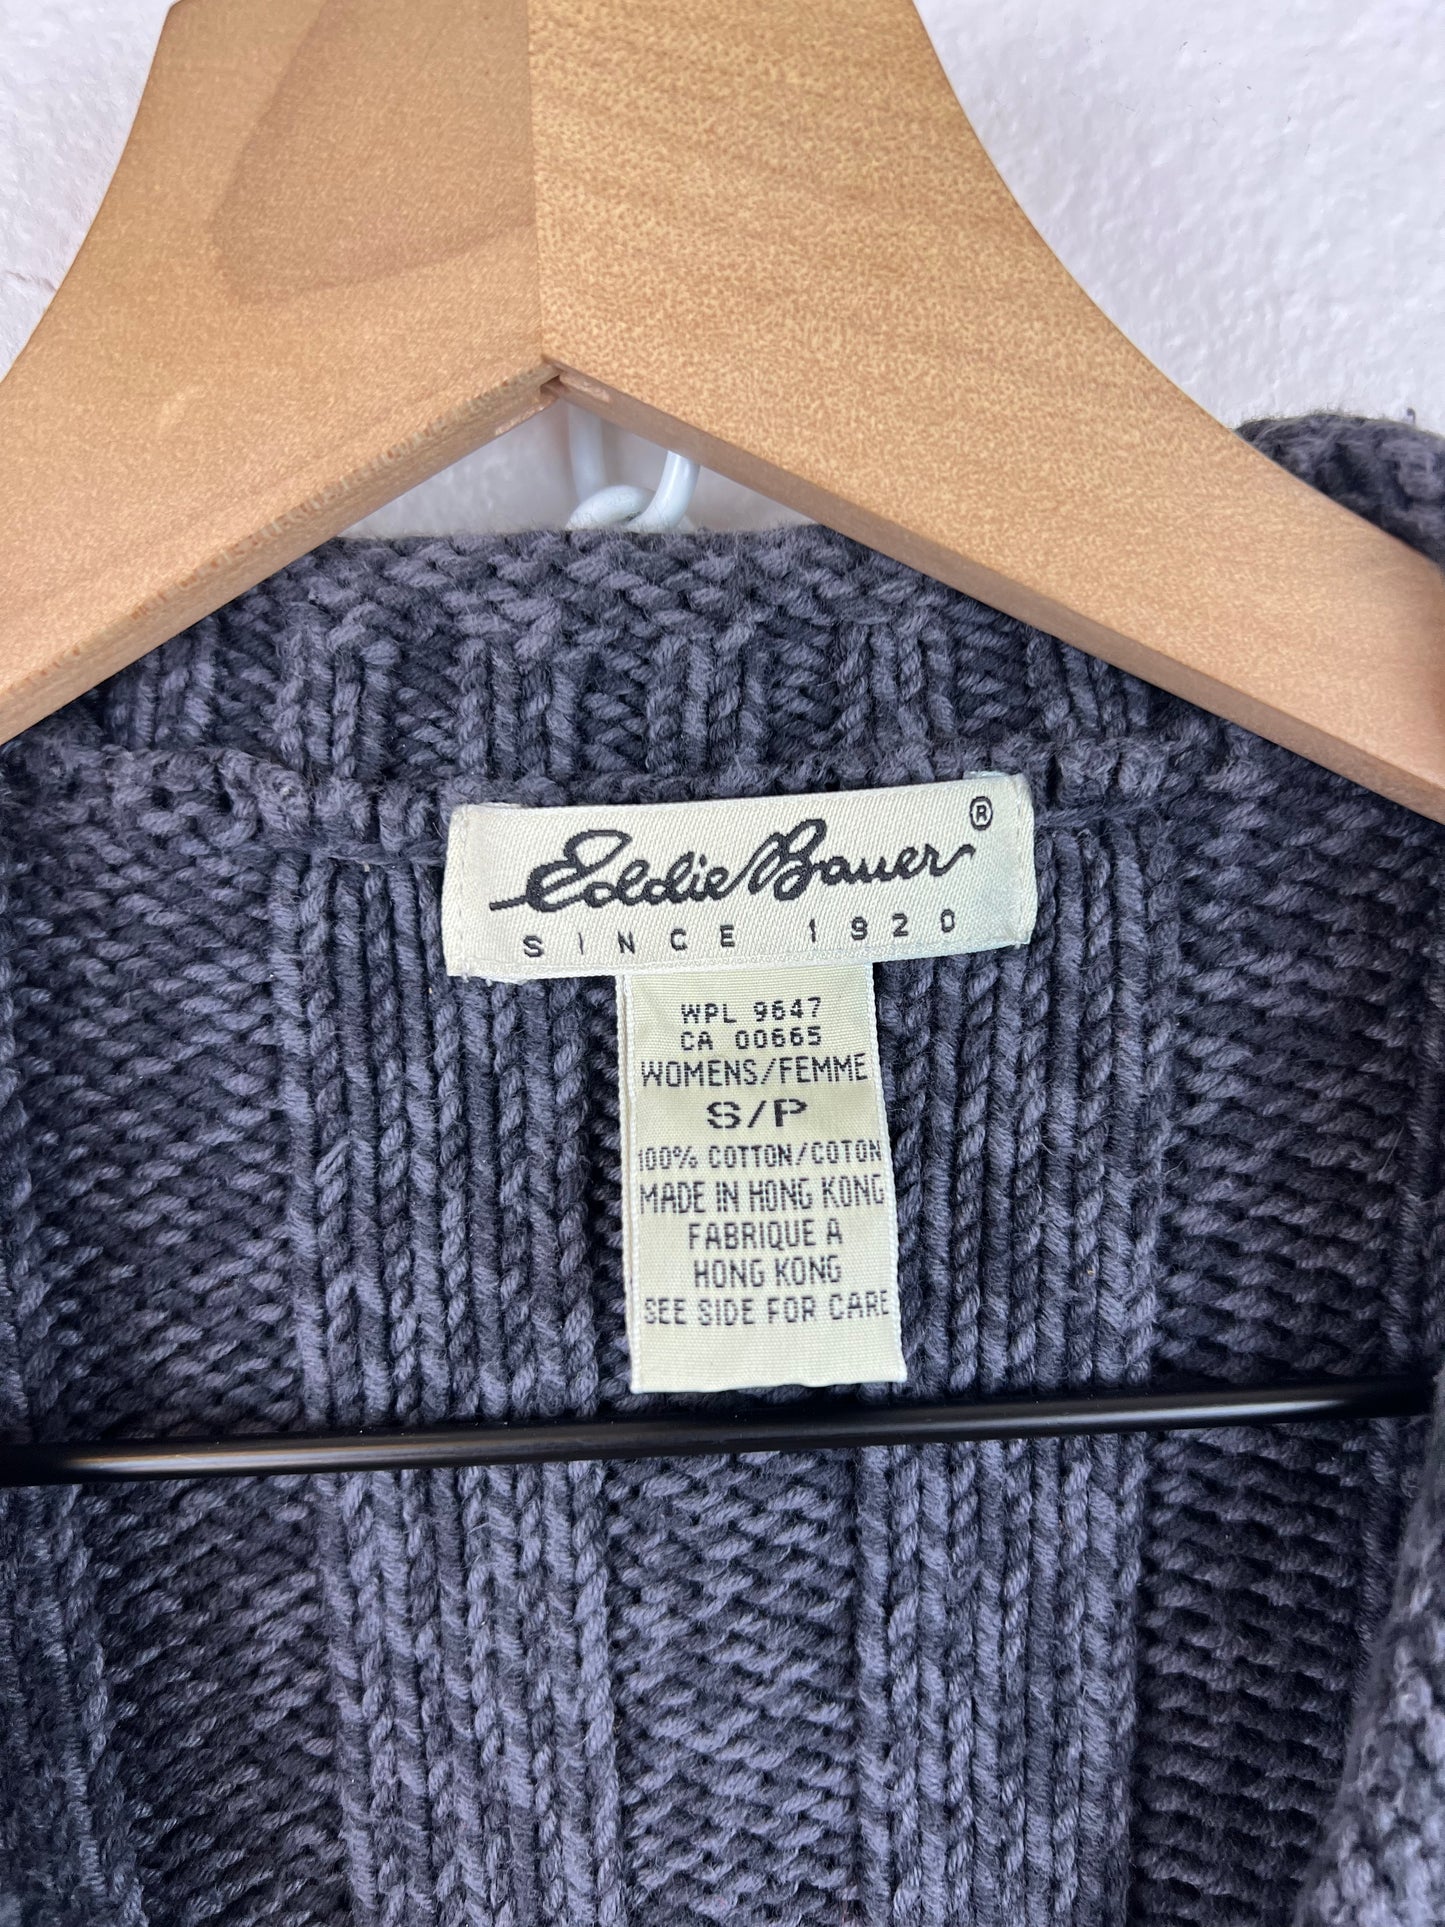 Eddie Bauer ®
SINCE 1920
WPL 9647
CA 00665
WOMENS/FEMME
S/P
100% COTTON/COTON
MADE IN HONG KONG
FABRIQUE A
HONG KONG
SEE SIDE FOR CARE